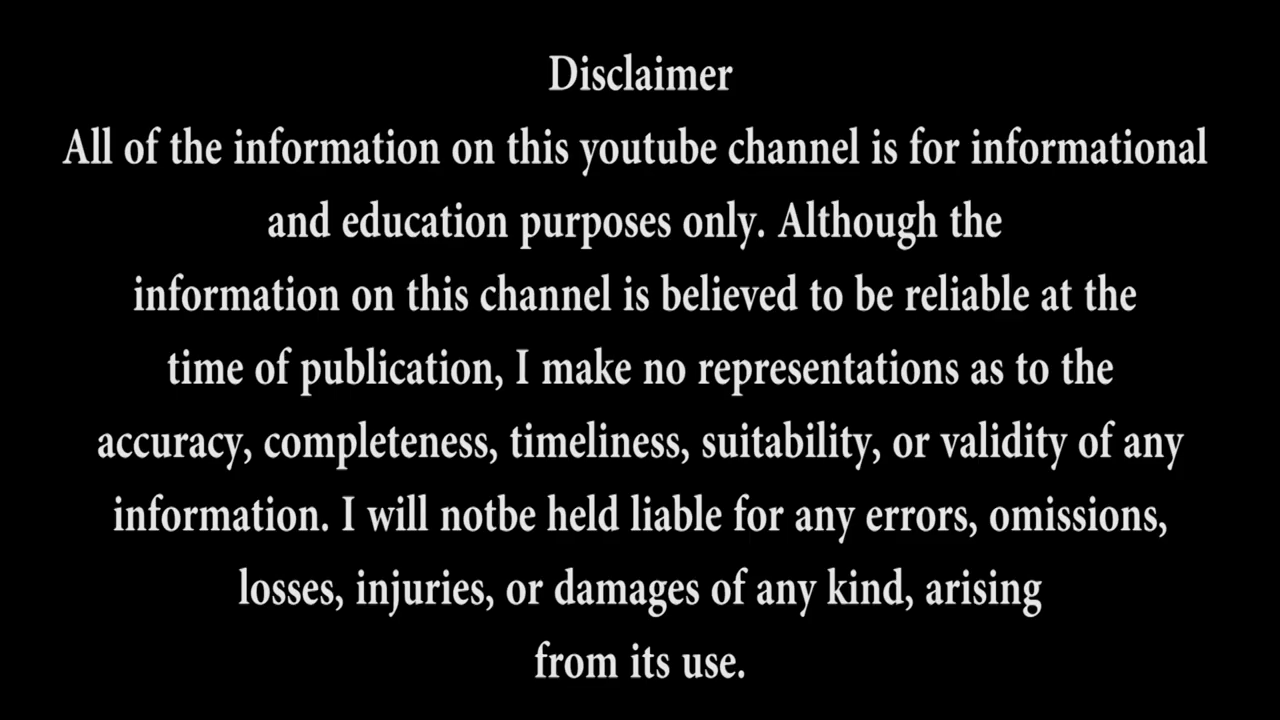 Disclaimer
All of the information on this youtube channel is for informational
and education purposes only. Although the
information on this channel is believed to be reliable at the
time of publication, I make no representations as to the
accuracy, completeness, timeliness, suitability, or validity of any
information. I will notbe held liable for any errors, omissions,
losses, injuries, or damages of any kind, arising
from its use.